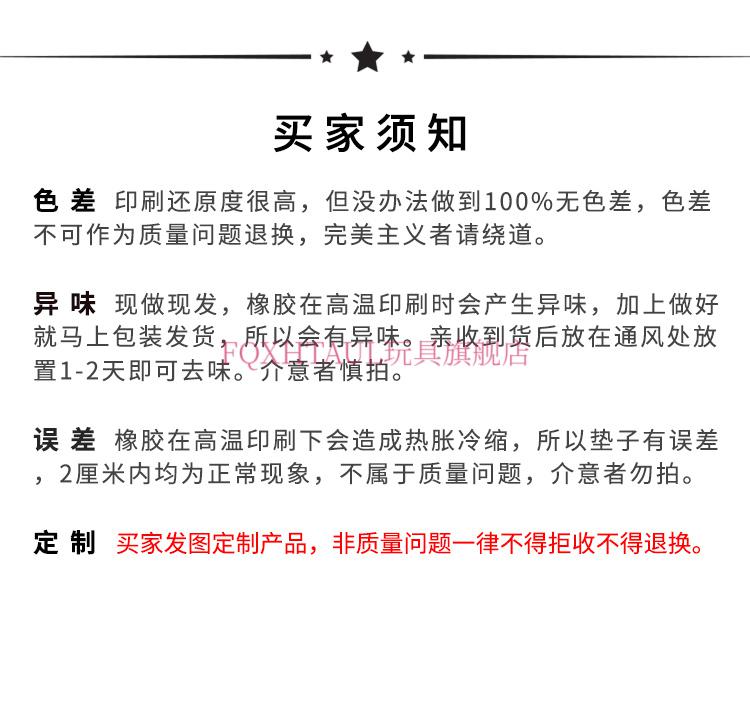 买家须知
色差 印刷还原度很高，但没办法做到100%无色差，色差
不可作为质量问题退换，完美主义者请绕道。
异味 现做现发，橡胶在高温印刷时会产生异味，加上做好
就马上包装发货，所以会有异味。亲收到货后放在通风处放
FQXHTAUL玩具旗舰店
置1-2天即可去味。介意者慎拍。
误差 橡胶在高温印刷下会造成热胀冷缩，所以垫子有误差
，2厘米内均为正常现象，不属于质量问题，介意者勿拍。
定制 买家发图定制产品，非质量问题一律不得拒收不得退换。